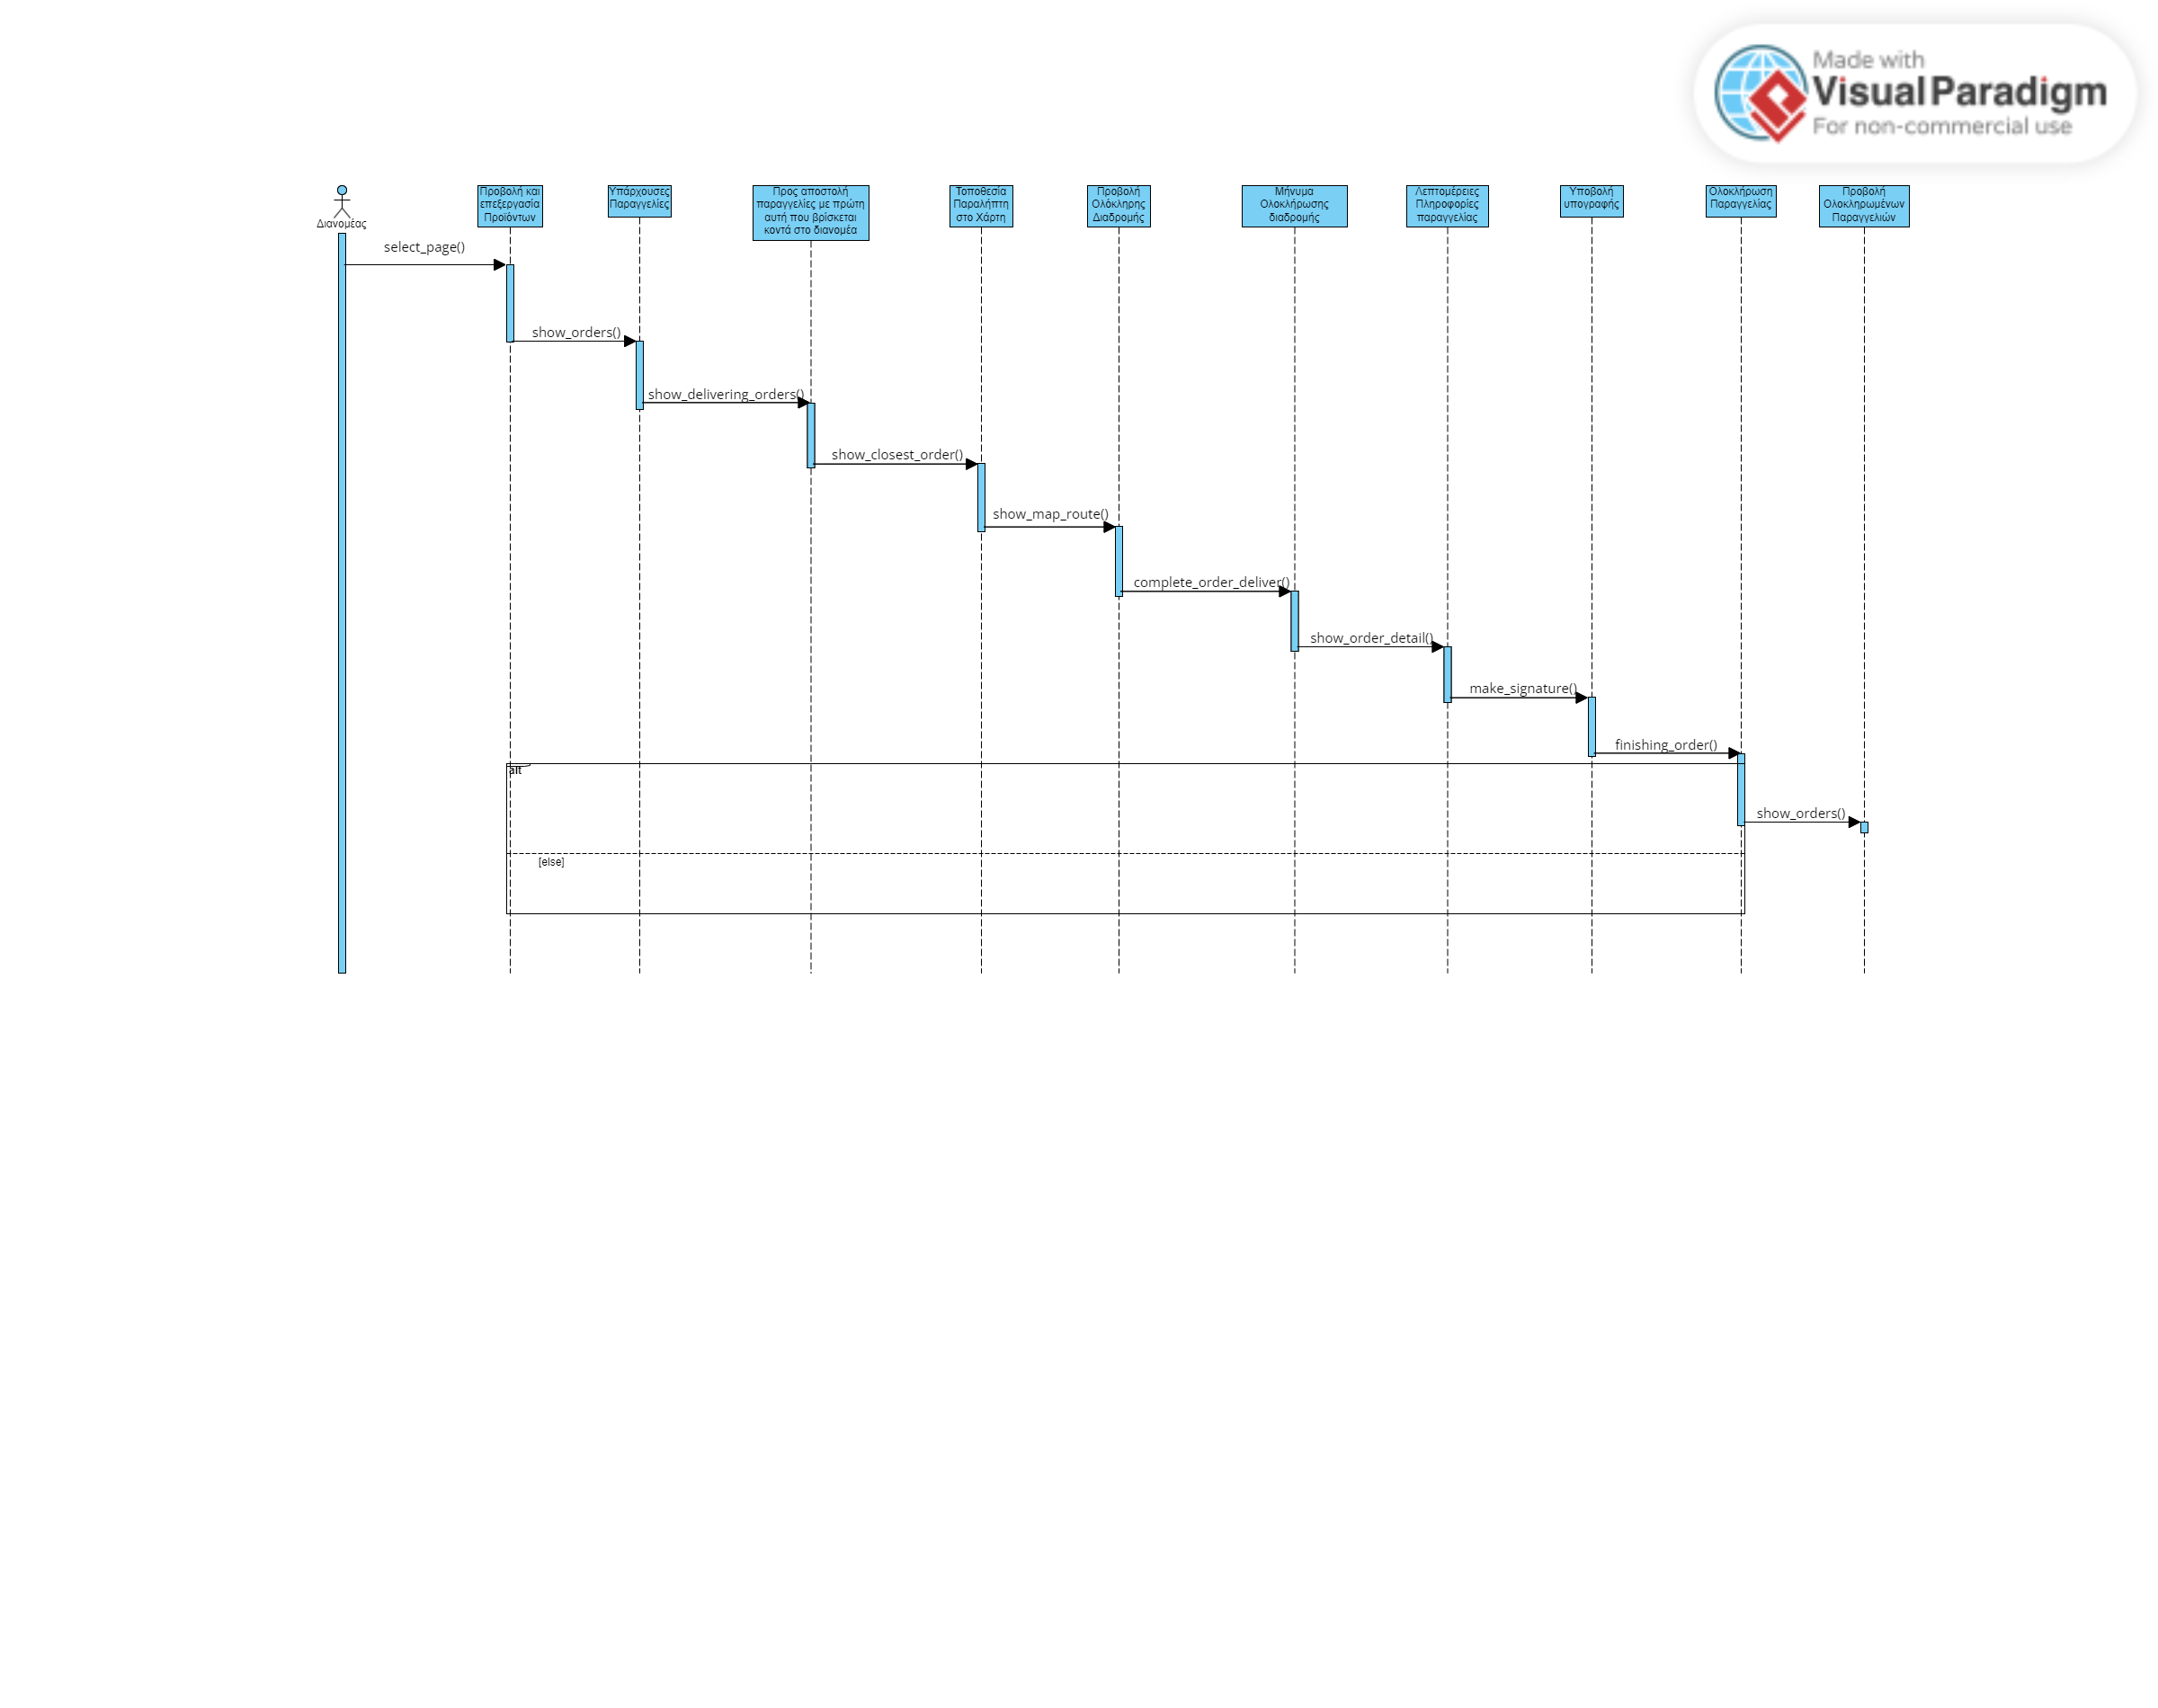 Made with
Visual Paradigm
For non-commercial use
Διανομέας
Προβολή και
επεξεργασία
Προϊόντων
Υπάρχουσες
Παραγγελίες
Προς αποστολή
παραγγελίες με πρώτη
αυτή που βρίσκεται
κοντά στο διανομέα
Τοποθεσία
Παραλήπτη
στο Χάρτη
Προβολή
Ολόκληρης
Διαδρομής
Μήνυμα
Ολοκλήρωσης
διαδρομής
Λεπτομέρειες
Πληροφορίες
παραγγελίας
Υποβολή
υπογραφής
Ολοκλήρωση
Παραγγελίας
Προβολή
Ολοκληρωμένων
Παραγγελιών
select_page()
show_orders()
show_delivering_orders()
show_closest_order()
show_map_route()
complete_order_deliver()
show_order_detail()
make_signature()
finishing_order()
alt
show_orders()
[else]